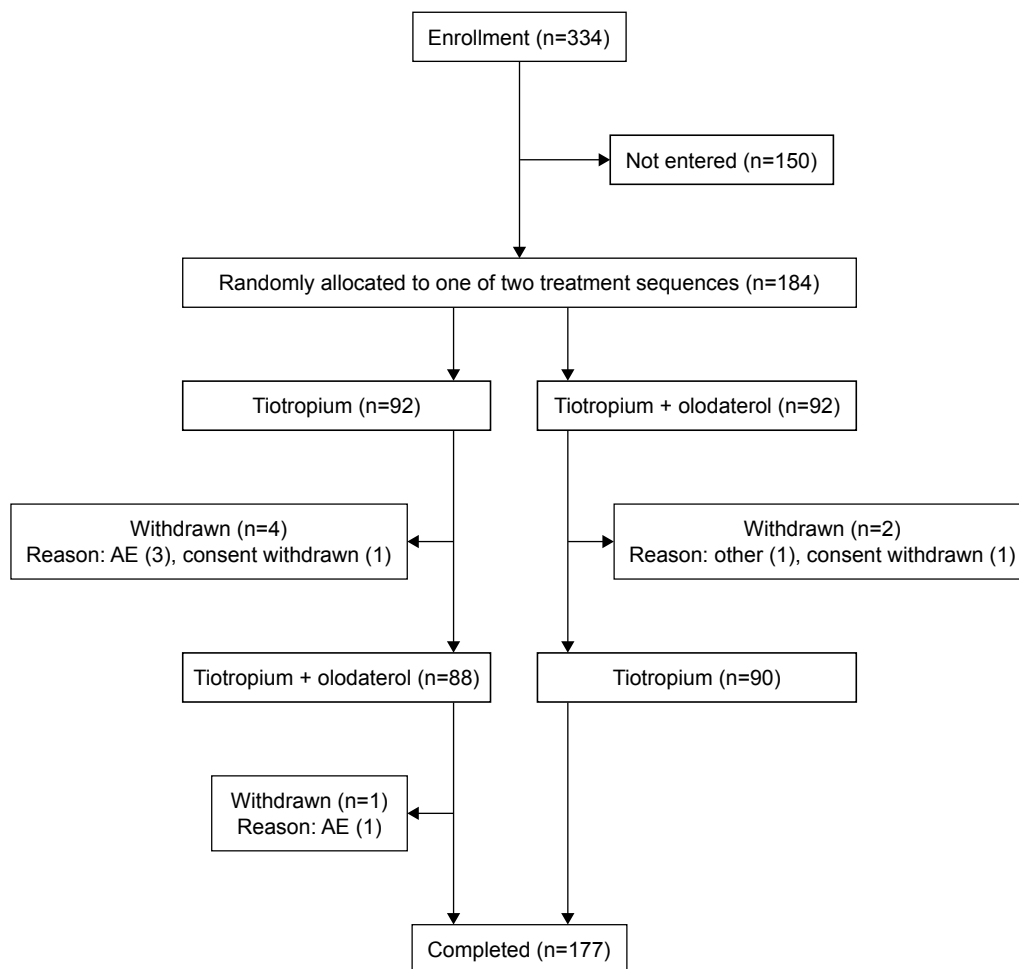 Enrollment (n=334)
Not entered (n=150)
Randomly allocated to one of two treatment sequences (n=184)
Tiotropium (n=92)
Tiotropium + olodaterol (n=92)
Withdrawn (n=4)
Reason: AE (3), consent withdrawn (1)
Withdrawn (n=2)
Reason: other (1), consent withdrawn (1)
Tiotropium + olodaterol (n=88)
Tiotropium (n=90)
Withdrawn (n=1)
Reason: AE (1)
Completed (n=177)